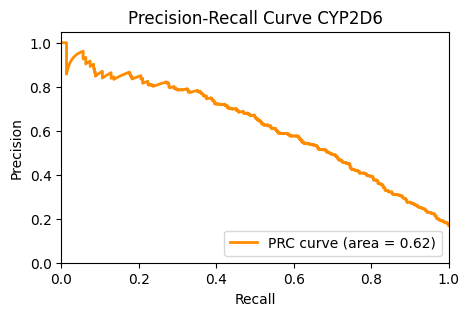 Precision-Recall Curve CYP2D6
1.0
0.8
0.6
0.4
0.2
0.0
Precision
PRC curve (area = 0.62)
0.0 0.2 0.4 0.6 0.8 1.0
Recall